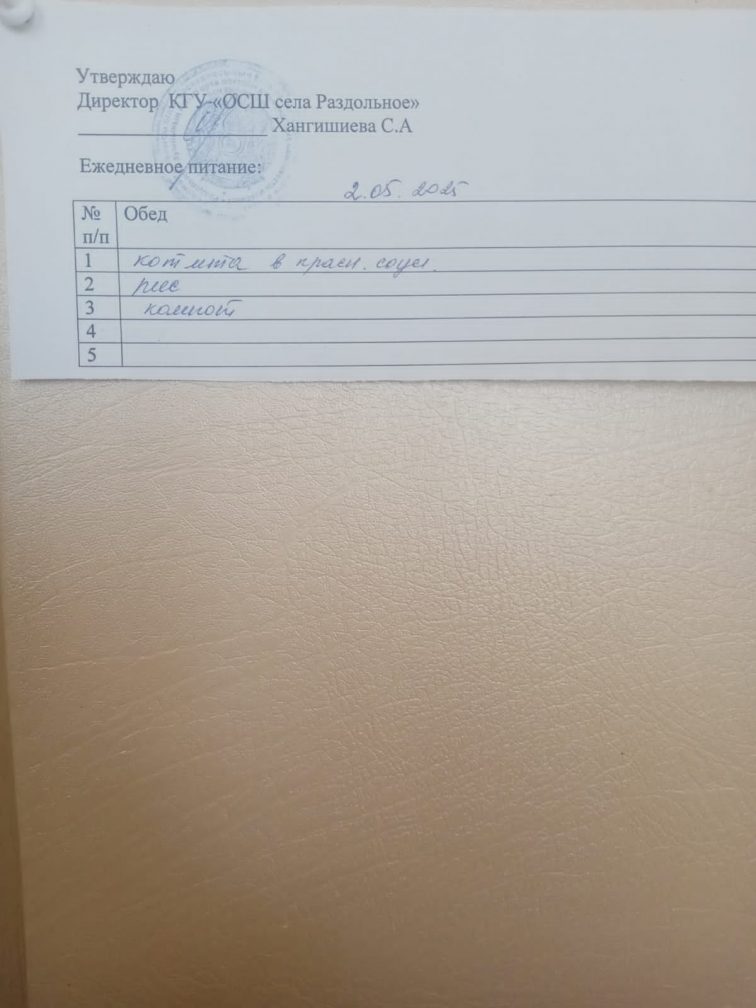 Утверждаю
Директор КГУ «ОСШ села Раздольное»
Хангишиева С.А
Ежедневное питание:
2.05.2025
№ п/п Обед
1 котлета в красн. соусе.
2 рис
3 компот
4
5